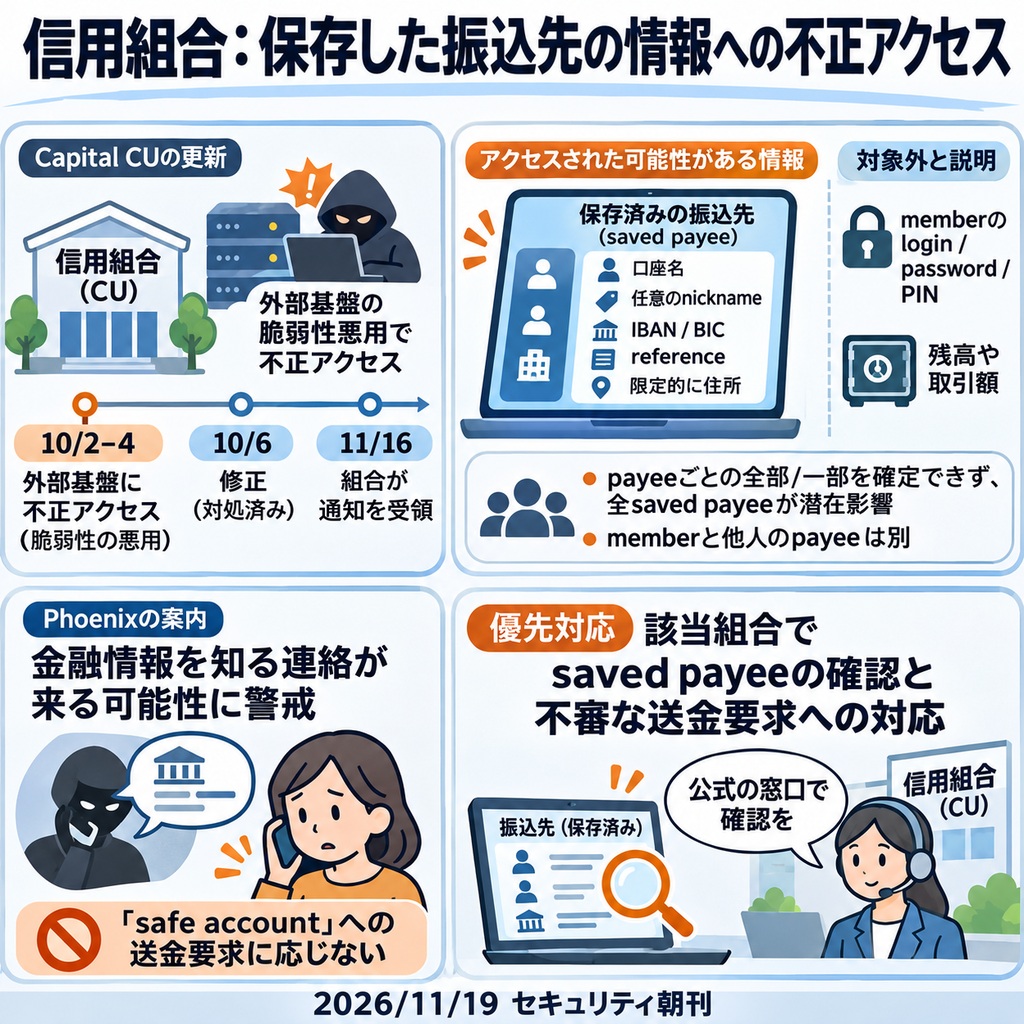 信用組合：保存した振込先の情報への不正アクセス
Capital CUの更新
信用組合
(CU)
外部基盤の
脆弱性悪用で
不正アクセス
10/2–4
外部基盤に
不正アクセス
(脆弱性の悪用)
10/6
修正
(対処済み)
11/16
組合が
通知を受領
アクセスされた可能性がある情報
保存済みの振込先
(saved payee)
口座名
任意のnickname
IBAN / BIC
reference
限定的に住所
対象外と説明
memberの
login /
password /
PIN
残高や
取引額
payeeごとの全部/一部を確定できず、
全saved payeeが潜在影響
memberと他人のpayeeは別
Phoenixの案内
金融情報を知る連絡が
来る可能性に警戒
「safe account」への
送金要求に応じない
優先対応
該当組合で
saved payeeの確認と
不審な送金要求への対応
振込先(保存済み)
公式の窓口で
確認を
信用組合
(CU)
2026/11/19 セキュリティ朝刊